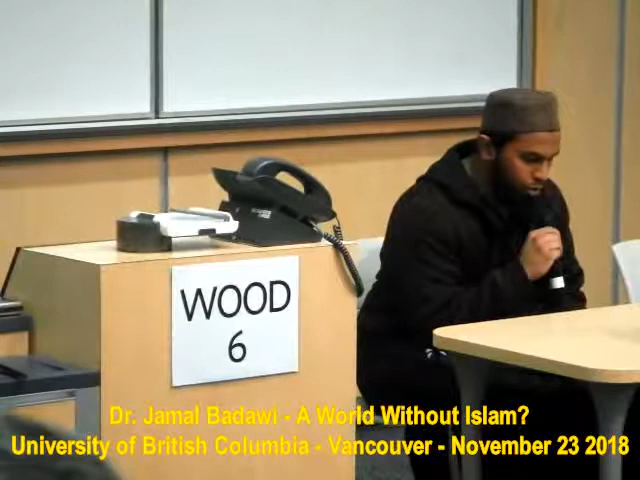 WOOD
6
Dr. Jamal Badawi - A World Without Islam?
University of British Columbia - Vancouver - November 23 2018